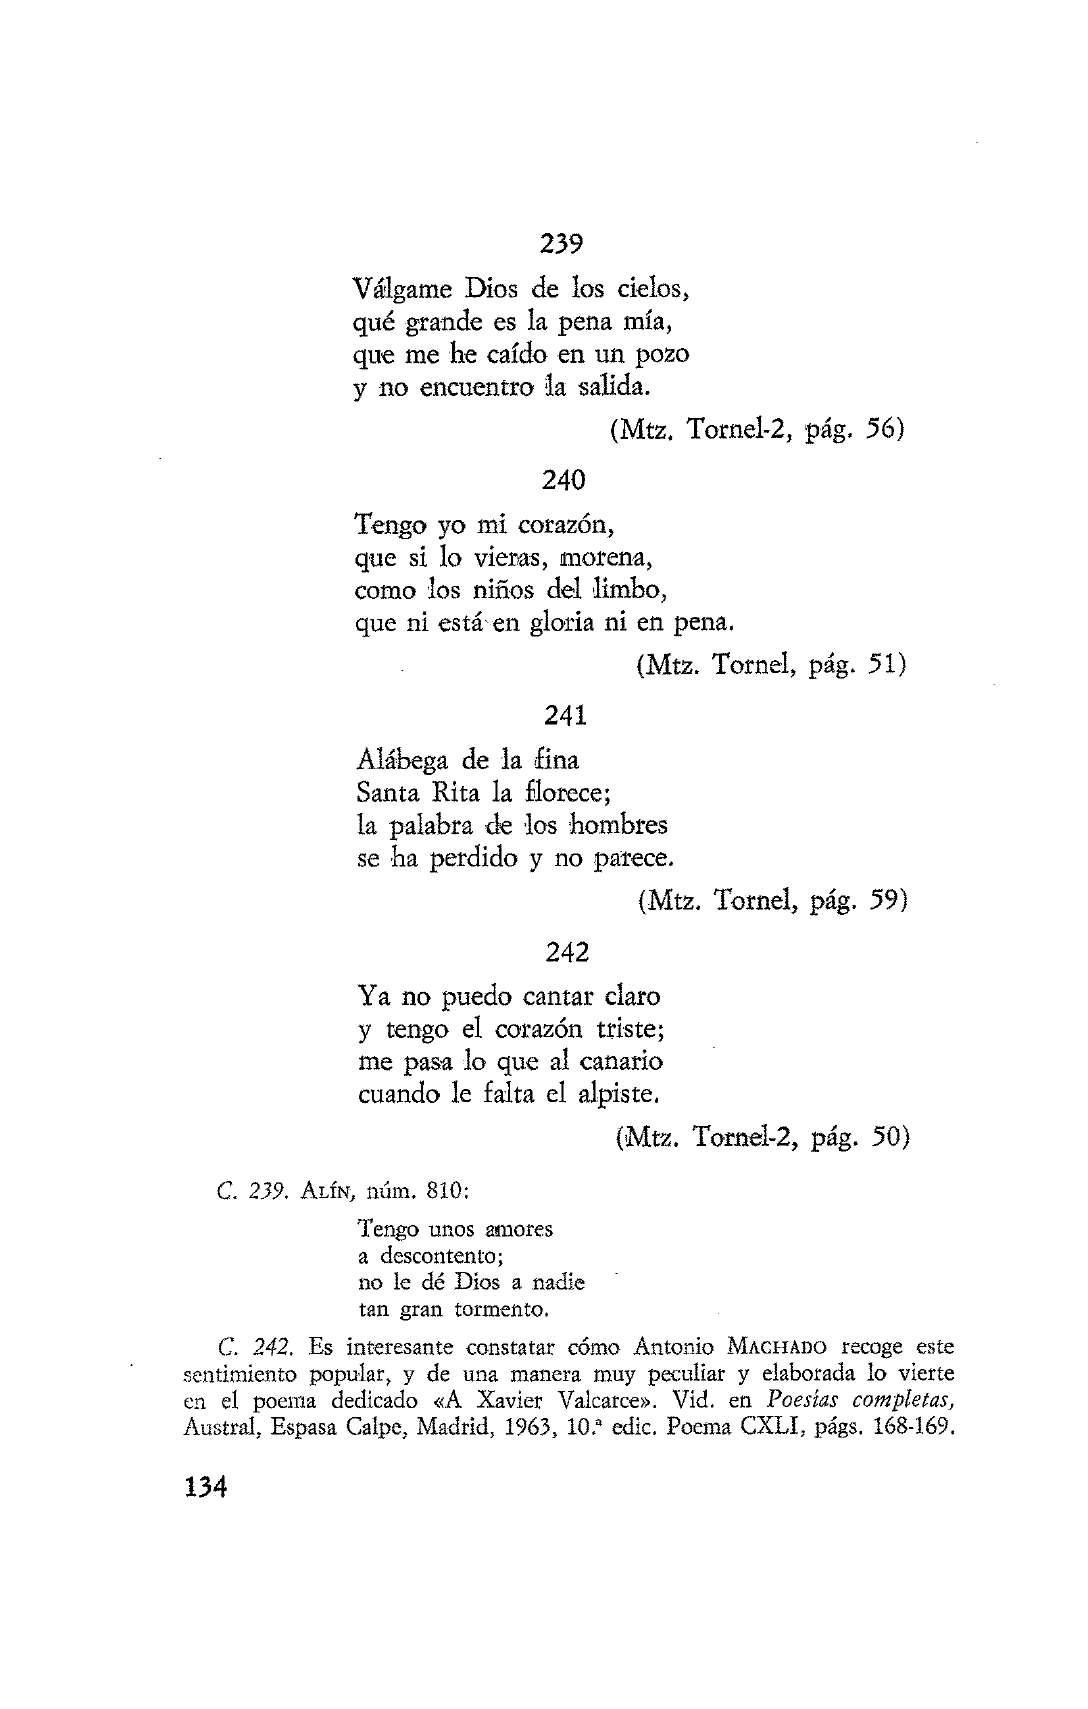 239
Válgame Dios de los cielos,
qué grande es la pena mía,
que me he caído en un pozo
y no encuentro la salida.
(Mtz. Tornel-2, pág. 56)
240
Tengo yo mi corazón,
que si lo vieras, morena,
como los niños del limbo,
que ni está en gloria ni en pena.
(Mtz. Tornel, pág. 51)
241
Alábega de la fina
Santa Rita la florece;
la palabra de los hombres
se ha perdido y no parece.
(Mtz. Tornel, pág. 59)
242
Ya no puedo cantar claro
y tengo el corazón triste;
me pasa lo que al canario
cuando le falta el alpiste.
(Mtz. Tornel-2, pág. 50)
C. 239. ALÍN, núm. 810:
Tengo unos amores
a descontento;
no le dé Dios a nadie
tan gran tormento.
C. 242. Es interesante constatar cómo Antonio MACHADO recoge este
sentimiento popular, y de una manera muy peculiar y elaborada lo vierte
en el poema dedicado «A Xavier Valcarce». Vid. en Poesías completas,
Austral, Espasa Calpe, Madrid, 1963, 10.ª edic. Poema CXLI, págs. 168-169.
134